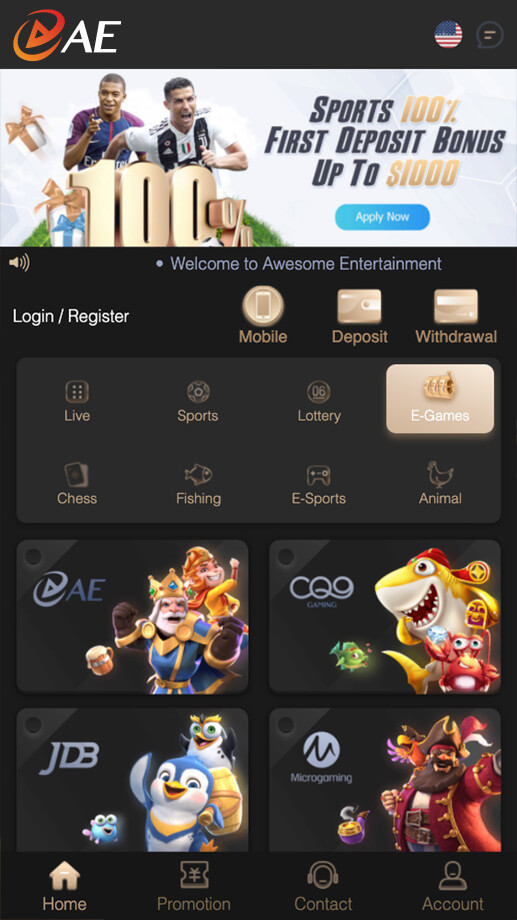 AE
SPORTS 100%
FIRST DEPOSIT BONUS
UP TO $1000
100%
Apply Now
• Welcome to Awesome Entertainment
Login / Register
Mobile
Deposit
Withdrawal
Live
Sports
06
Lottery
E-Games
Chess
Fishing
E-Sports
Animal
AE
CQ9
GAMING
JDB
Microgaming
Home
Promotion
Contact
Account